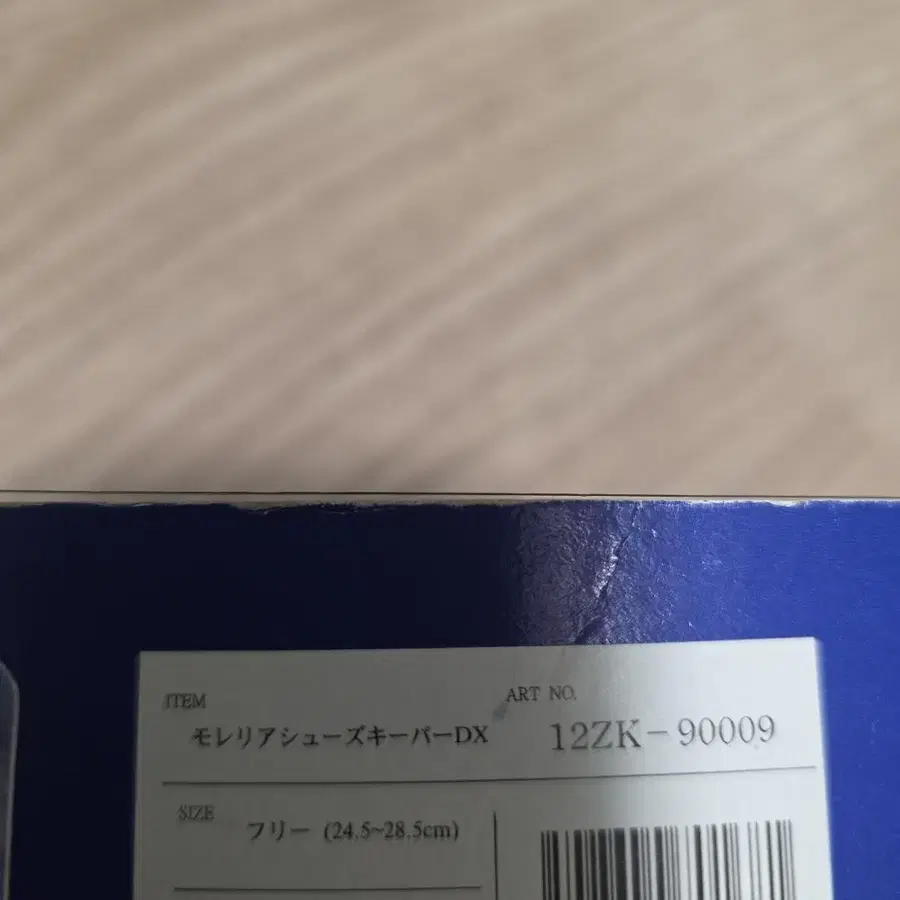 ITEM
モレリアシューズキーパーDX
ART NO.
12ZK-90009
SIZE
フリー (24.5~28.5cm)